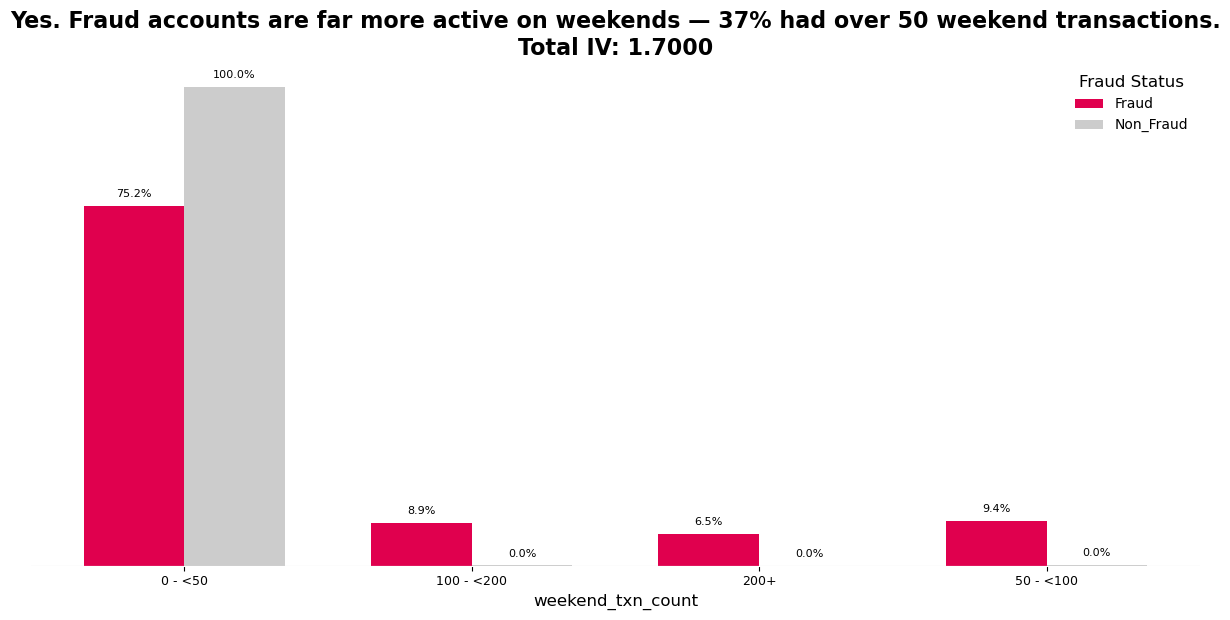 Yes. Fraud accounts are far more active on weekends — 37% had over 50 weekend transactions.
Total IV: 1.7000
100.0%
75.2%
8.9%
0.0%
6.5%
0.0%
9.4%
0.0%
Fraud Status
Fraud
Non_Fraud
0 - <50
100 - <200
200+
50 - <100
weekend_txn_count